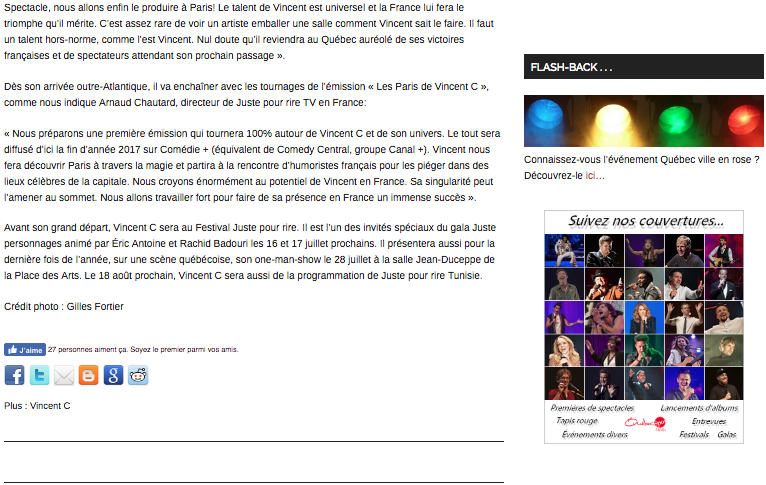 Spectacle, nous allons enfin le produire à Paris! Le talent de Vincent est universel et la France lui fera le
triomphe qu'il mérite. C'est assez rare de voir un artiste emballer une salle comment Vincent sait le faire. Il faut
un talent hors-norme, comme l'est Vincent. Nul doute qu'il reviendra au Québec auréolé de ses victoires
françaises et de spectateurs attendant son prochain passage ».
Dès son arrivée outre-Atlantique, il va enchaîner avec les tournages de l'émission « Les Paris de Vincent C »,
comme nous indique Arnaud Chautard, directeur de Juste pour rire TV en France:
« Nous préparons une première émission qui tournera 100% autour de Vincent C et de son univers. Le tout sera
diffusé d'ici la fin d'année 2017 sur Comédie + (équivalent de Comedy Central, groupe Canal +). Vincent nous
fera découvrir Paris à travers la magie et partira à la rencontre d'humoristes français pour les piéger dans des
lieux célèbres de la capitale. Nous croyons énormément au potentiel de Vincent en France. Sa singularité peut
l'amener au sommet. Nous allons travailler fort pour faire de sa présence en France un immense succès ».
Avant son grand départ, Vincent C sera au Festival Juste pour rire. Il est l'un des invités spéciaux du gala Juste
personnages animé par Éric Antoine et Rachid Badouri les 16 et 17 juillet prochains. Il présentera aussi pour la
dernière fois de l'année, sur une scène québécoise, son one-man-show le 28 juillet à la salle Jean-Duceppe de
la Place des Arts. Le 18 août prochain, Vincent C sera aussi de la programmation de Juste pour rire Tunisie.
Crédit photo : Gilles Fortier
J'aime 27 personnes aiment ça. Soyez le premier parmi vos amis.
Plus : Vincent C
FLASH-BACK . . .
Connaissez-vous l'événement Québec ville en rose ?
Découvrez-le ici…
Suivez nos couvertures...
Premières de spectacles Lancements d'albums
Tapis rouge Entrevues
Événements divers Festivals Galas